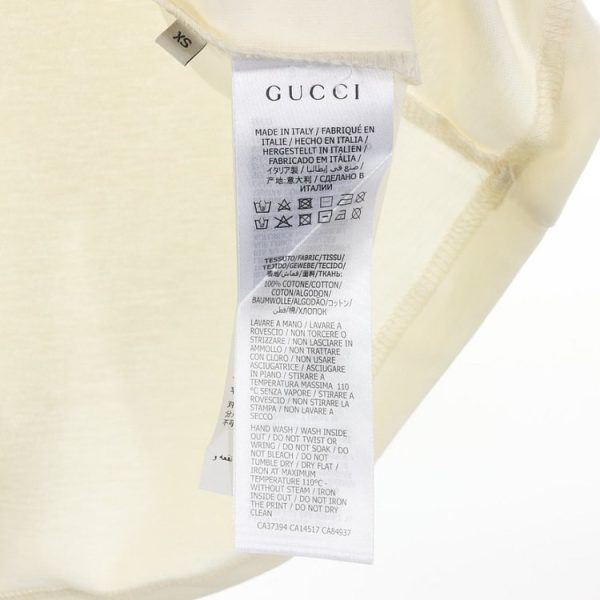 XS
GUCCI
MADE IN ITALY / FABRIQUÉ EN
ITALIE / HECHO EN ITALIA /
HERGESTELLT IN ITALIEN /
FABRICADO EM ITÁLIA /
イタリア製 / صنع في إيطاليا /
产地:意大利 / СДЕЛАНО В
ИТАЛИИ
TESSUTO/FABRIC/TISSU/
TEJIDO/GEWEBE/TECIDO/
قماش/面料/ТКАНЬ:
100% COTONE/COTTON/
COTON/ALGODON/
BAUMWOLLE/ALGODÃO/コットン/
قطن/棉/ХЛОПОК
LAVARE A MANO / LAVARE A
ROVESCIO / NON TORCERE O
STRIZZARE / NON LASCIARE IN
AMMOLLO / NON TRATTARE
CON CLORO / NON USARE
ASCIUGATRICE / ASCIUGARE
IN PIANO / STIRARE A
TEMPERATURA MASSIMA 110
°C SENZA VAPORE / STIRARE A
ROVESCIO / NON STIRARE LA
STAMPA / NON LAVARE A
SECCO
HAND WASH / WASH INSIDE
OUT / DO NOT TWIST OR
WRING / DO NOT SOAK / DO
NOT BLEACH / DO NOT
TUMBLE DRY / DRY FLAT /
IRON AT MAXIMUM
TEMPERATURE 110°C -
WITHOUT STEAM / IRON
INSIDE OUT / DO NOT IRON
THE PRINT / DO NOT DRY
CLEAN
CA37394 CA14517 CA84937